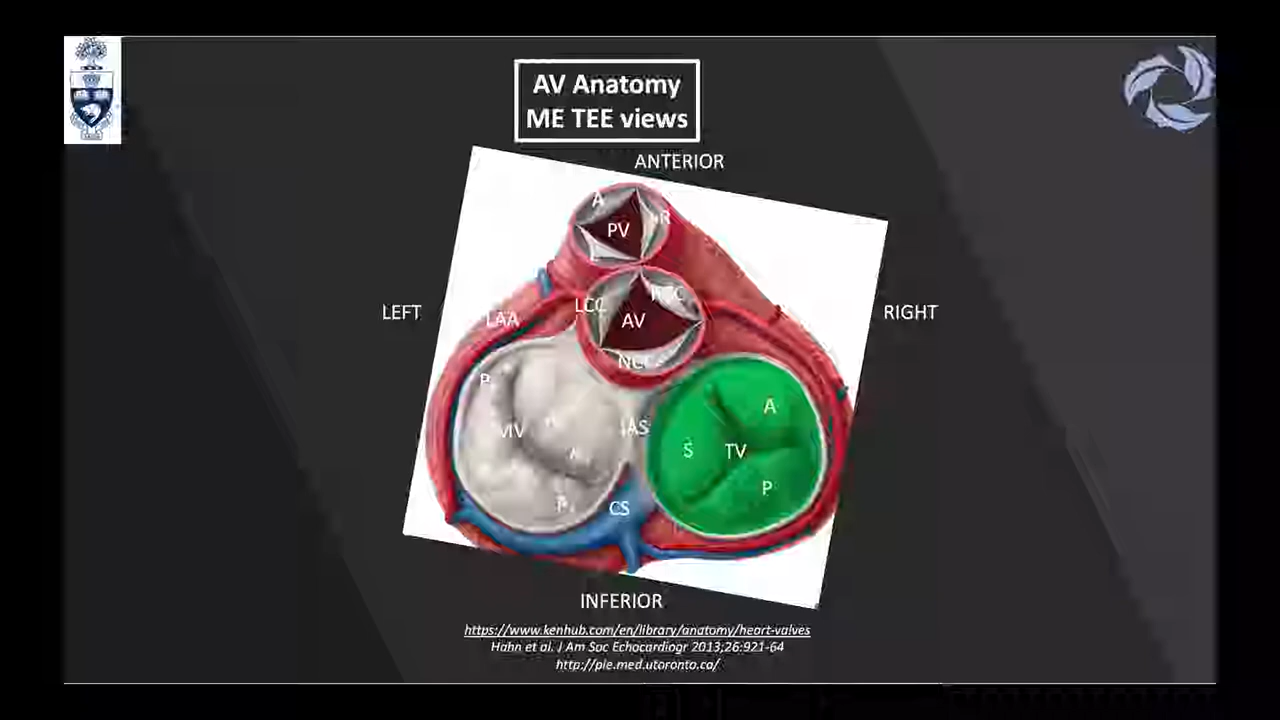 AV Anatomy
ME TEE views
ANTERIOR
A
R
PV
LEFT
LCC
RCC
RIGHT
LAA
AV
NCC
P
A
MV
IAS
S
TV
A
P
P
CS
INFERIOR
https://www.kenhub.com/en/library/anatomy/heart-valves
Hahn et al. J Am Soc Echocardiogr 2013;26:921-64
http://pie.med.utoronto.ca/